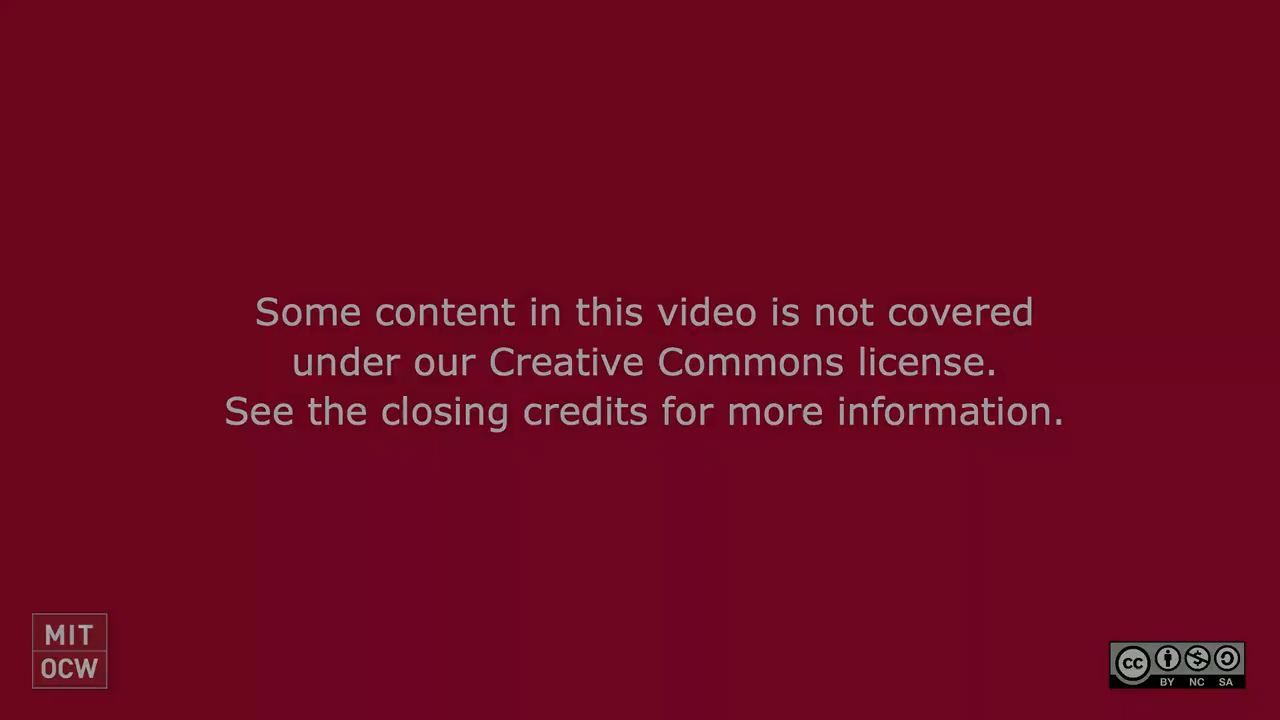 Some content in this video is not covered
under our Creative Commons license.
See the closing credits for more information.
MIT
OCW
cc
BY NC SA